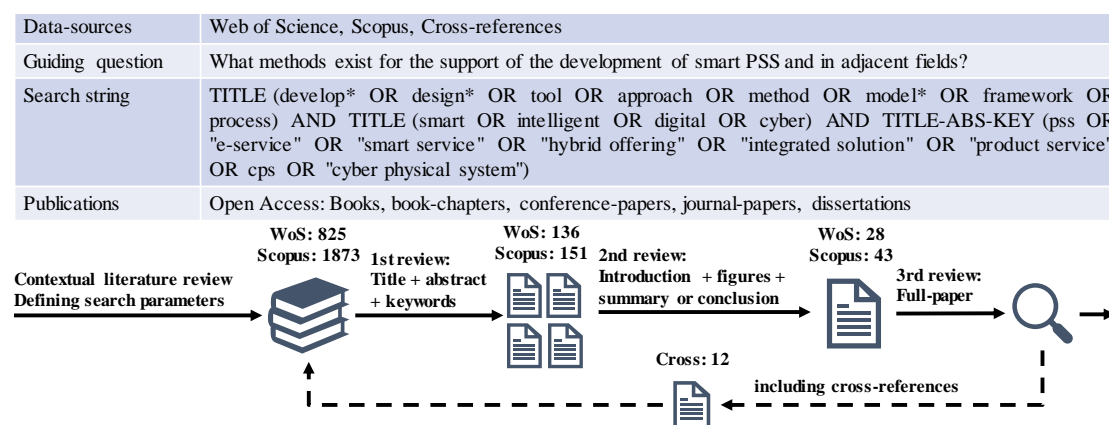 Data-sources Web of Science, Scopus, Cross-references
Guiding question What methods exist for the support of the development of smart PSS and in adjacent fields?
Search string TITLE (develop* OR design* OR tool OR approach OR method OR model* OR framework OR
process) AND TITLE (smart OR intelligent OR digital OR cyber) AND TITLE-ABS-KEY (pss OR
"e-service" OR "smart service" OR "hybrid offering" OR "integrated solution" OR "product service"
OR cps OR "cyber physical system")
Publications Open Access: Books, book-chapters, conference-papers, journal-papers, dissertations
Contextual literature review
Defining search parameters
WoS: 825
Scopus: 1873
1st review:
Title + abstract
+ keywords
WoS: 136
Scopus: 151
2nd review:
Introduction + figures +
summary or conclusion
WoS: 28
Scopus: 43
3rd review:
Full-paper
Cross: 12
including cross-references